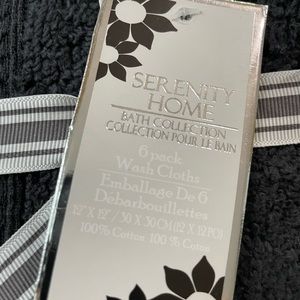 SERENITY
HOME
BATH COLLECTION
COLLECTION POUR LE BAIN
6 pack
Wash Cloths
Emballage De 6
Débarbouillettes
12" X 12" / 30 X 30 CM (12 X 12 PO)
100% Cotton 100 % Coton